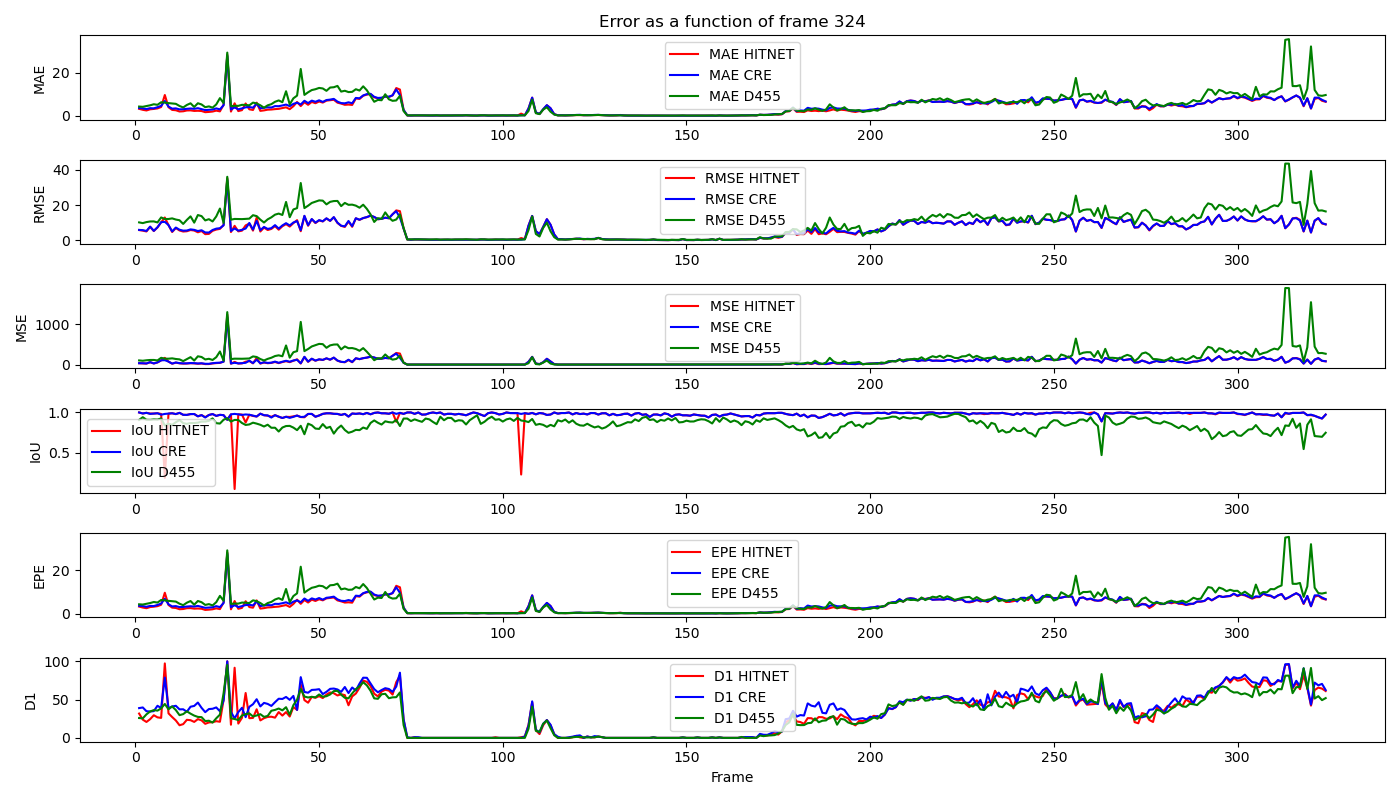 Error as a function of frame 324
MAE
20
0
MAE HITNET
MAE CRE
MAE D455
0 50 100 150 200 250 300
RMSE
40
20
0
RMSE HITNET
RMSE CRE
RMSE D455
0 50 100 150 200 250 300
MSE
1000
0
MSE HITNET
MSE CRE
MSE D455
0 50 100 150 200 250 300
IoU
1.0
0.5
IoU HITNET
IoU CRE
IoU D455
0 50 100 150 200 250 300
EPE
20
0
EPE HITNET
EPE CRE
EPE D455
0 50 100 150 200 250 300
D1
100
50
0
D1 HITNET
D1 CRE
D1 D455
0 50 100 150 200 250 300
Frame